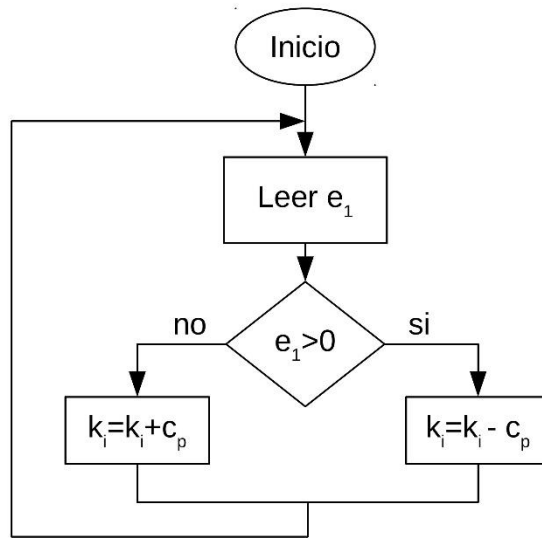 Inicio
Leer e₁
no
e₁>0
si
kᵢ=kᵢ+cₚ
kᵢ=kᵢ - cₚ